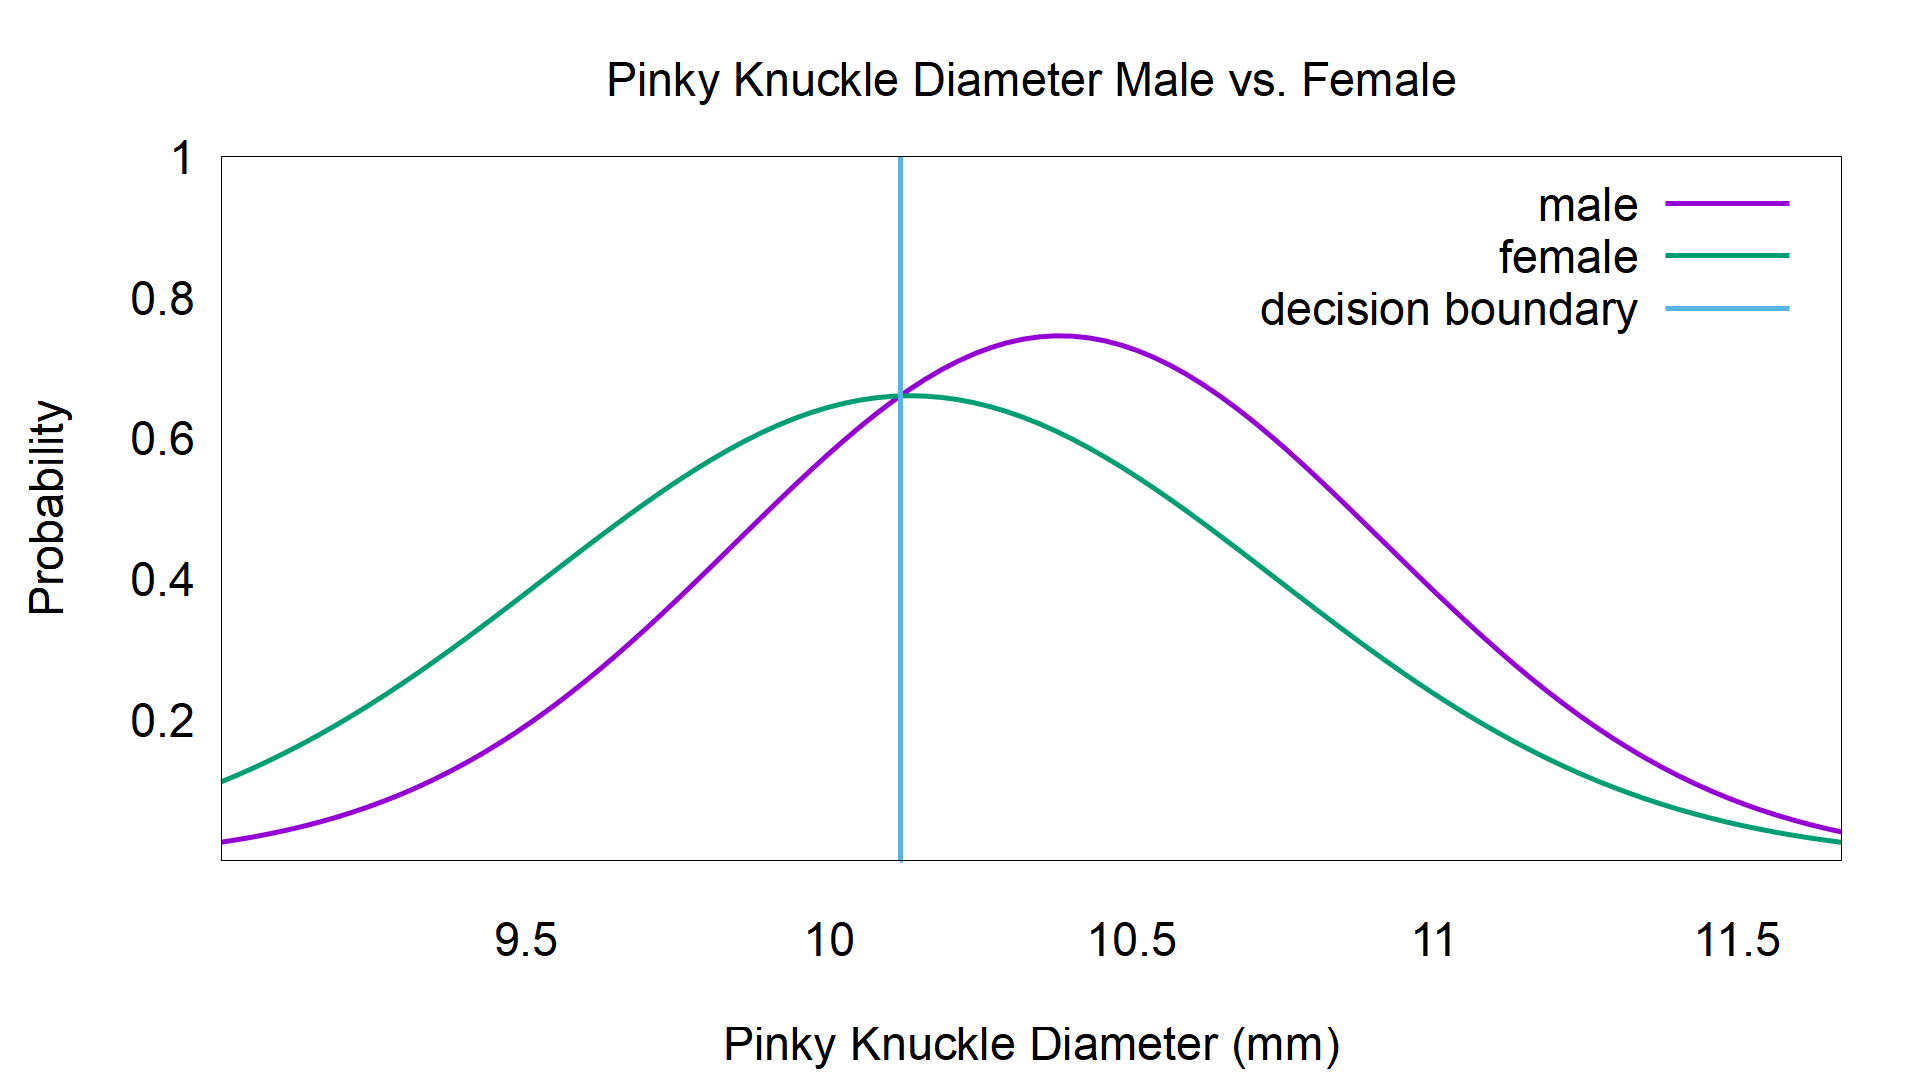 Pinky Knuckle Diameter Male vs. Female
1
0.8
0.6
0.4
0.2
Probability
male
female
decision boundary
9.5 10 10.5 11 11.5
Pinky Knuckle Diameter (mm)